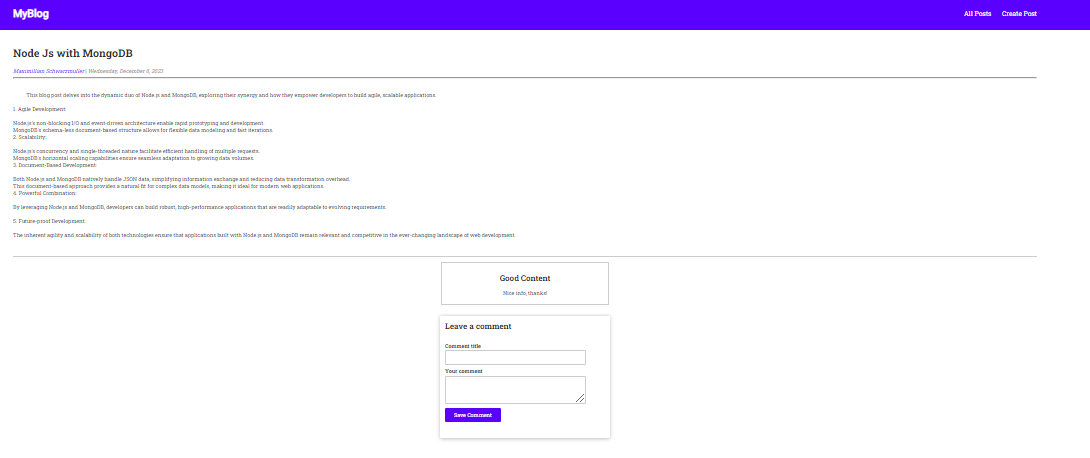 MyBlog
All Posts Create Post
Node Js with MongoDB
Maximilian Schwarzmuller | Wednesday, December 6, 2023
This blog post delves into the dynamic duo of Node.js and MongoDB, exploring their synergy and how they empower developers to build agile, scalable applications.
1. Agile Development:
Node.js's non-blocking I/O and event-driven architecture enable rapid prototyping and development.
MongoDB's schema-less document-based structure allows for flexible data modeling and fast iterations.
2. Scalability:
Node.js's concurrency and single-threaded nature facilitate efficient handling of multiple requests.
MongoDB's horizontal scaling capabilities ensure seamless adaptation to growing data volumes.
3. Document-Based Development:
Both Node.js and MongoDB natively handle JSON data, simplifying information exchange and reducing data transformation overhead.
This document-based approach provides a natural fit for complex data models, making it ideal for modern web applications.
4. Powerful Combination:
By leveraging Node.js and MongoDB, developers can build robust, high-performance applications that are readily adaptable to evolving requirements.
5. Future-proof Development:
The inherent agility and scalability of both technologies ensure that applications built with Node.js and MongoDB remain relevant and competitive in the ever-changing landscape of web development.
Good Content
Nice info, thanks!
Leave a comment
Comment title
Your comment
Save Comment